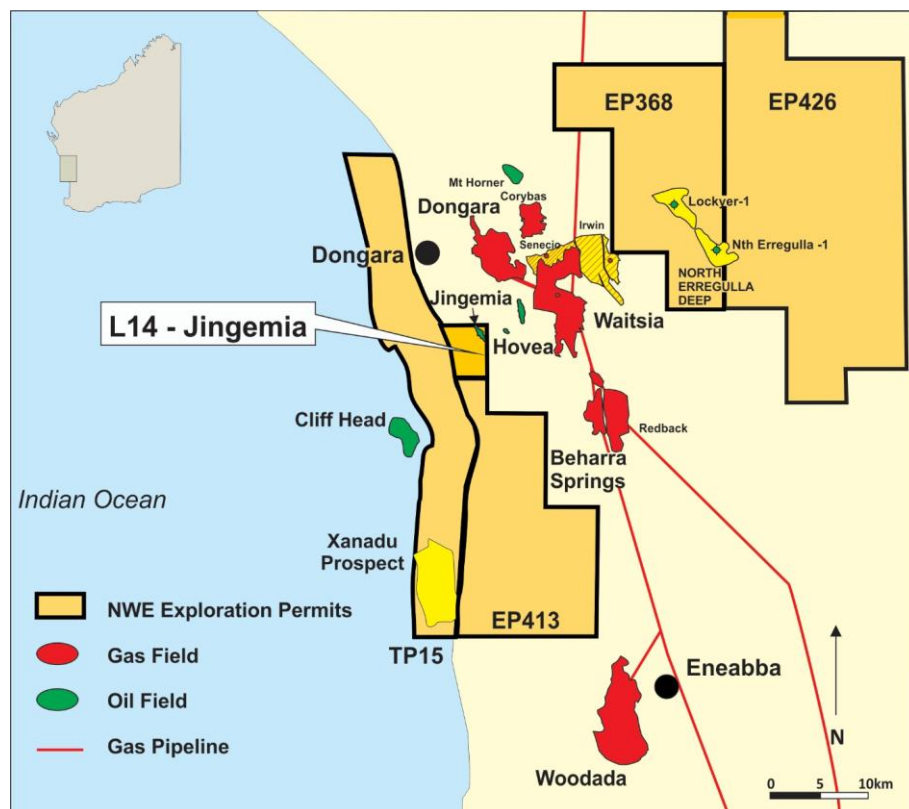 EP368
EP426
Mt Horner
Corybas
Dongara
Lockyer-1
Irwin
Senecio
Nth Erregulla -1
Dongara
NORTH
ERREGULLA
DEEP
Jingemia
Waitsia
L14 - Jingemia
Hovea
Cliff Head
Redback
Beharra
Springs
Indian Ocean
Xanadu
Prospect
NWE Exploration Permits
EP413
Gas Field
TP15
Eneabba
Oil Field
Gas Pipeline
N
Woodada
0 5 10km